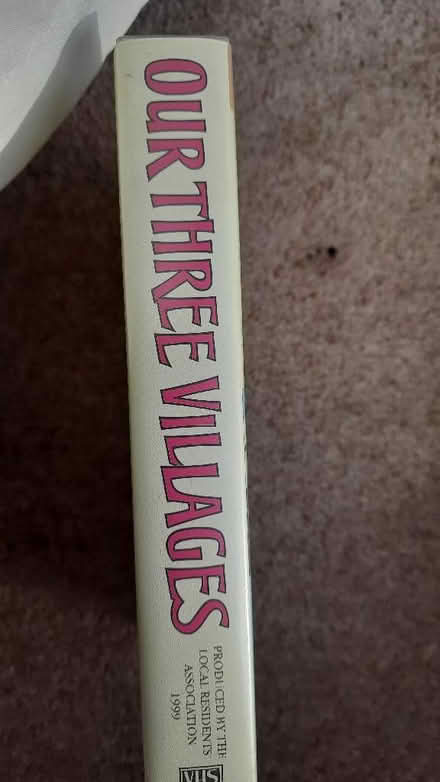 OUR THREE VILLAGES
PRODUCED BY THE
LOCAL RESIDENTS
ASSOCIATION
1999
VHS